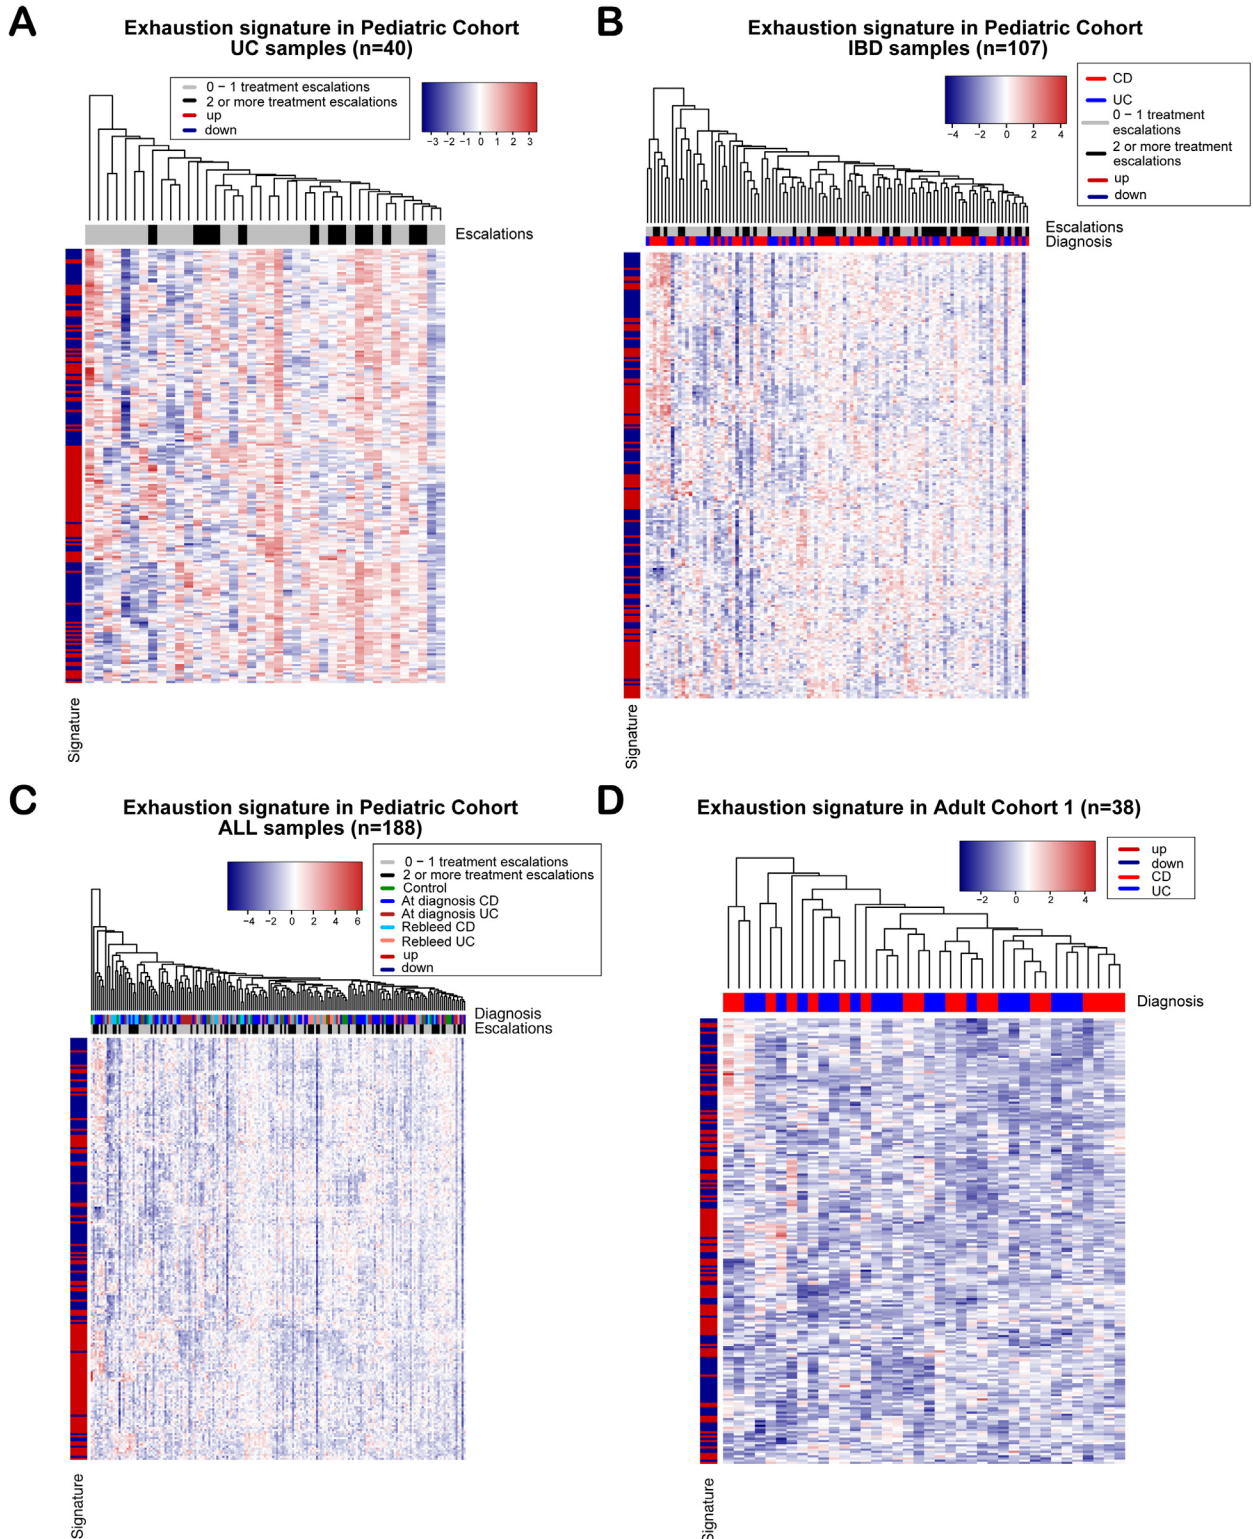 A
Exhaustion signature in Pediatric Cohort
UC samples (n=40)
0 − 1 treatment escalations
2 or more treatment escalations
up
down
−3 −2 −1 0 1 2 3
Escalations
Signature
B
Exhaustion signature in Pediatric Cohort
IBD samples (n=107)
−4 −2 0 2 4
CD
UC
0 − 1 treatment
escalations
2 or more treatment
escalations
up
down
Escalations
Diagnosis
Signature
C
Exhaustion signature in Pediatric Cohort
ALL samples (n=188)
−4 −2 0 2 4 6
0 − 1 treatment escalations
2 or more treatment escalations
Control
At diagnosis CD
At diagnosis UC
Rebleed CD
Rebleed UC
up
down
Diagnosis
Escalations
Signature
D
Exhaustion signature in Adult Cohort 1 (n=38)
−2 0 2 4
up
down
CD
UC
Diagnosis
Signature